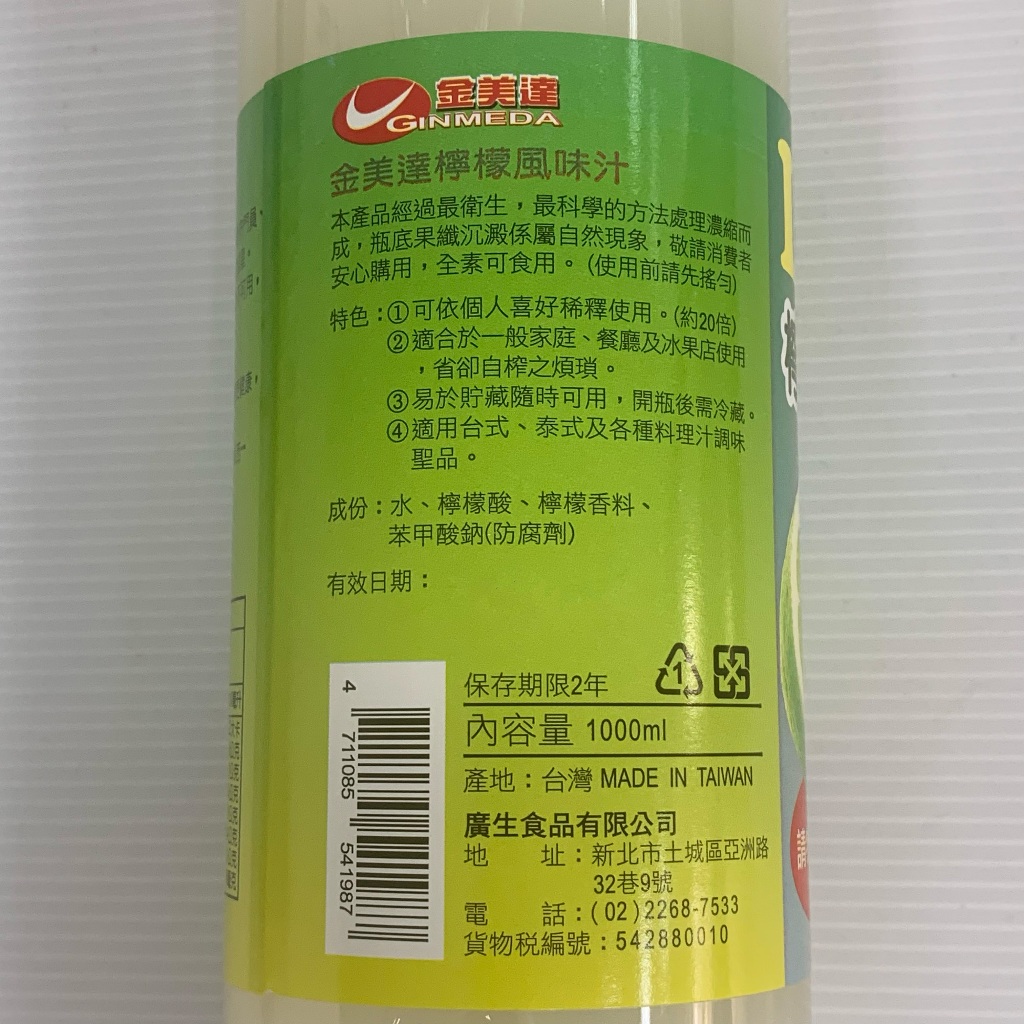 金美達
GINMEDA
金美達檸檬風味汁
本產品經過最衛生，最科學的方法處理濃縮而
成，瓶底果纖沉澱係屬自然現象，敬請消費者
安心購用，全素可食用。(使用前請先搖勻)
特色：①可依個人喜好稀釋使用。(約20倍)
②適合於一般家庭、餐廳及冰果店使用
，省卻自榨之煩瑣。
③易於貯藏隨時可用，開瓶後需冷藏。
④適用台式、泰式及各種料理汁調味
聖品。
成份：水、檸檬酸、檸檬香料、
苯甲酸鈉(防腐劑)
有效日期：
4 711085 541987
1
保存期限2年
內容量 1000ml
產地：台灣 MADE IN TAIWAN
廣生食品有限公司
地 址：新北市土城區亞洲路
32巷9號
電 話：(02)2268-7533
貨物税編號：542880010
請